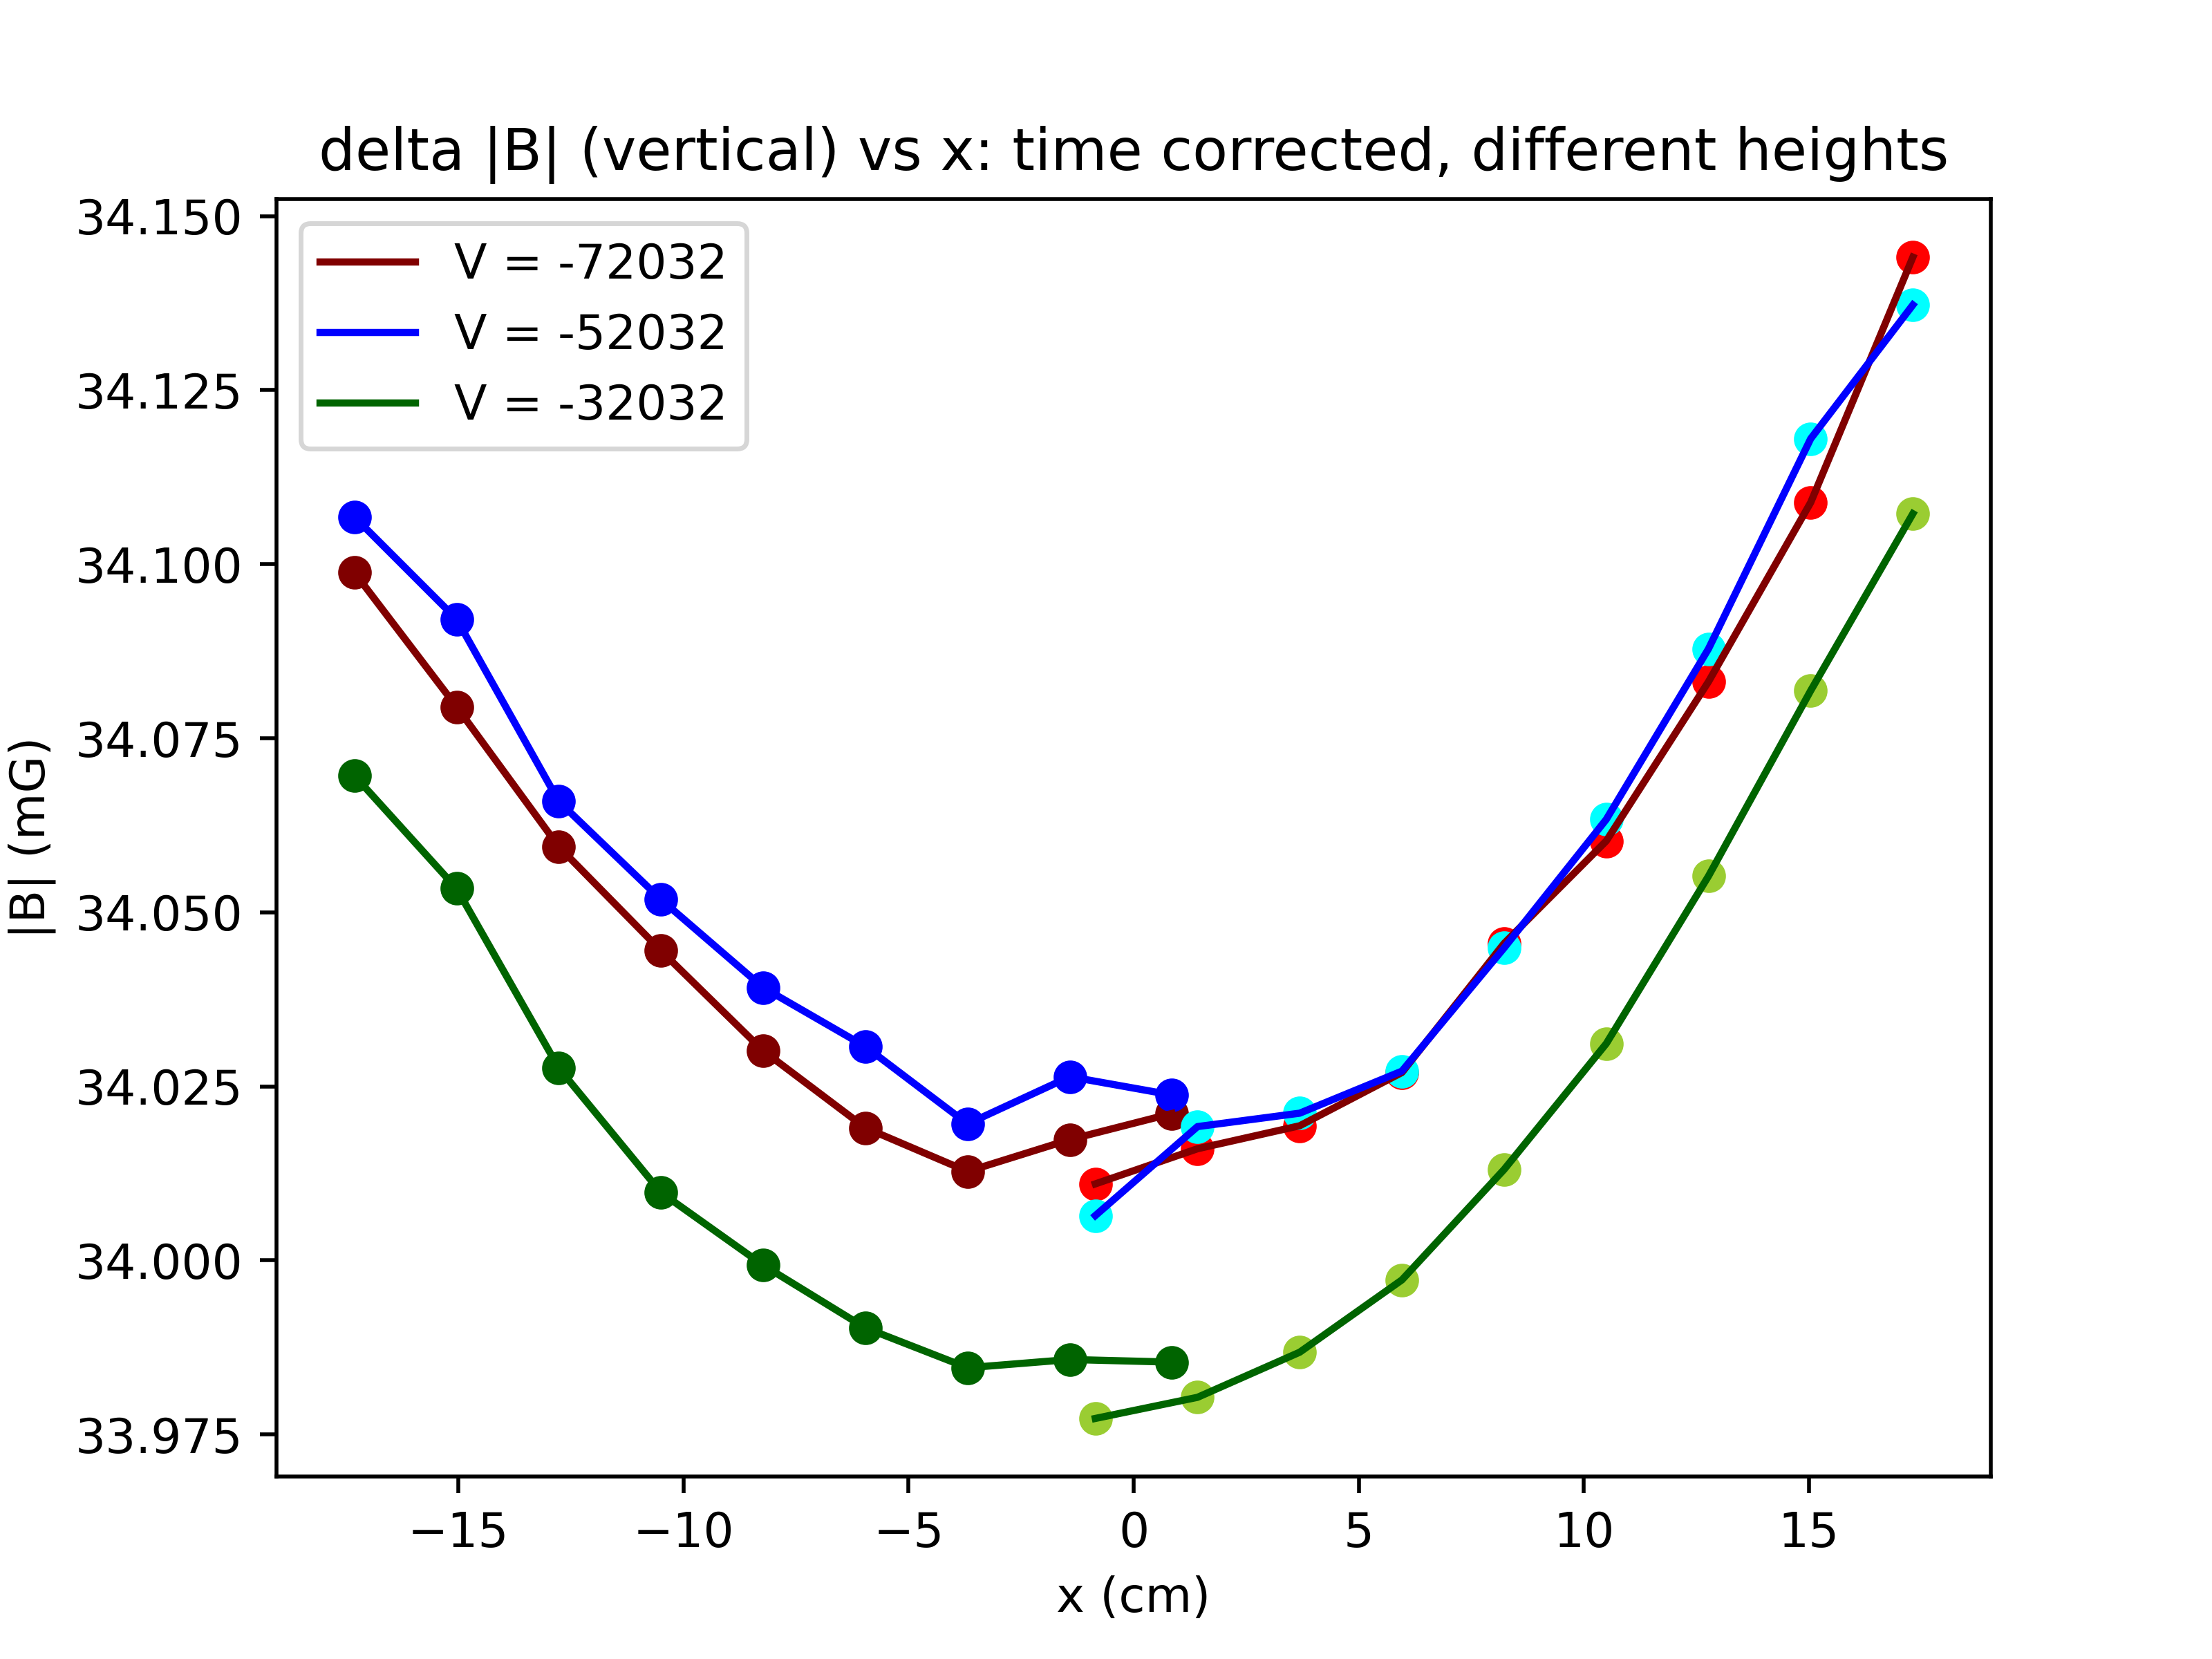 delta |B| (vertical) vs x: time corrected, different heights
34.150
34.125
34.100
34.075
34.050
34.025
34.000
33.975
|B| (mG)
V = -72032
V = -52032
V = -32032
−15 −10 −5 0 5 10 15
x (cm)